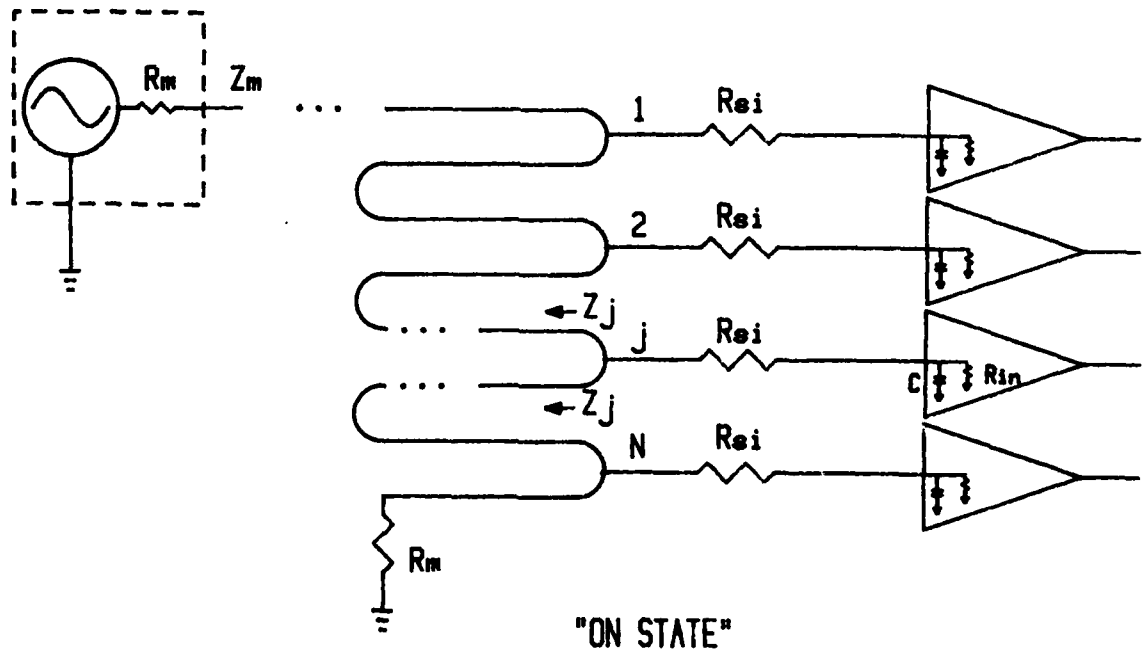 Rm Zm ...
1 Rsi
2 Rsi
... ← Zj
j Rsi
C Rin
... ← Zj
N Rsi
Rm
"ON STATE"